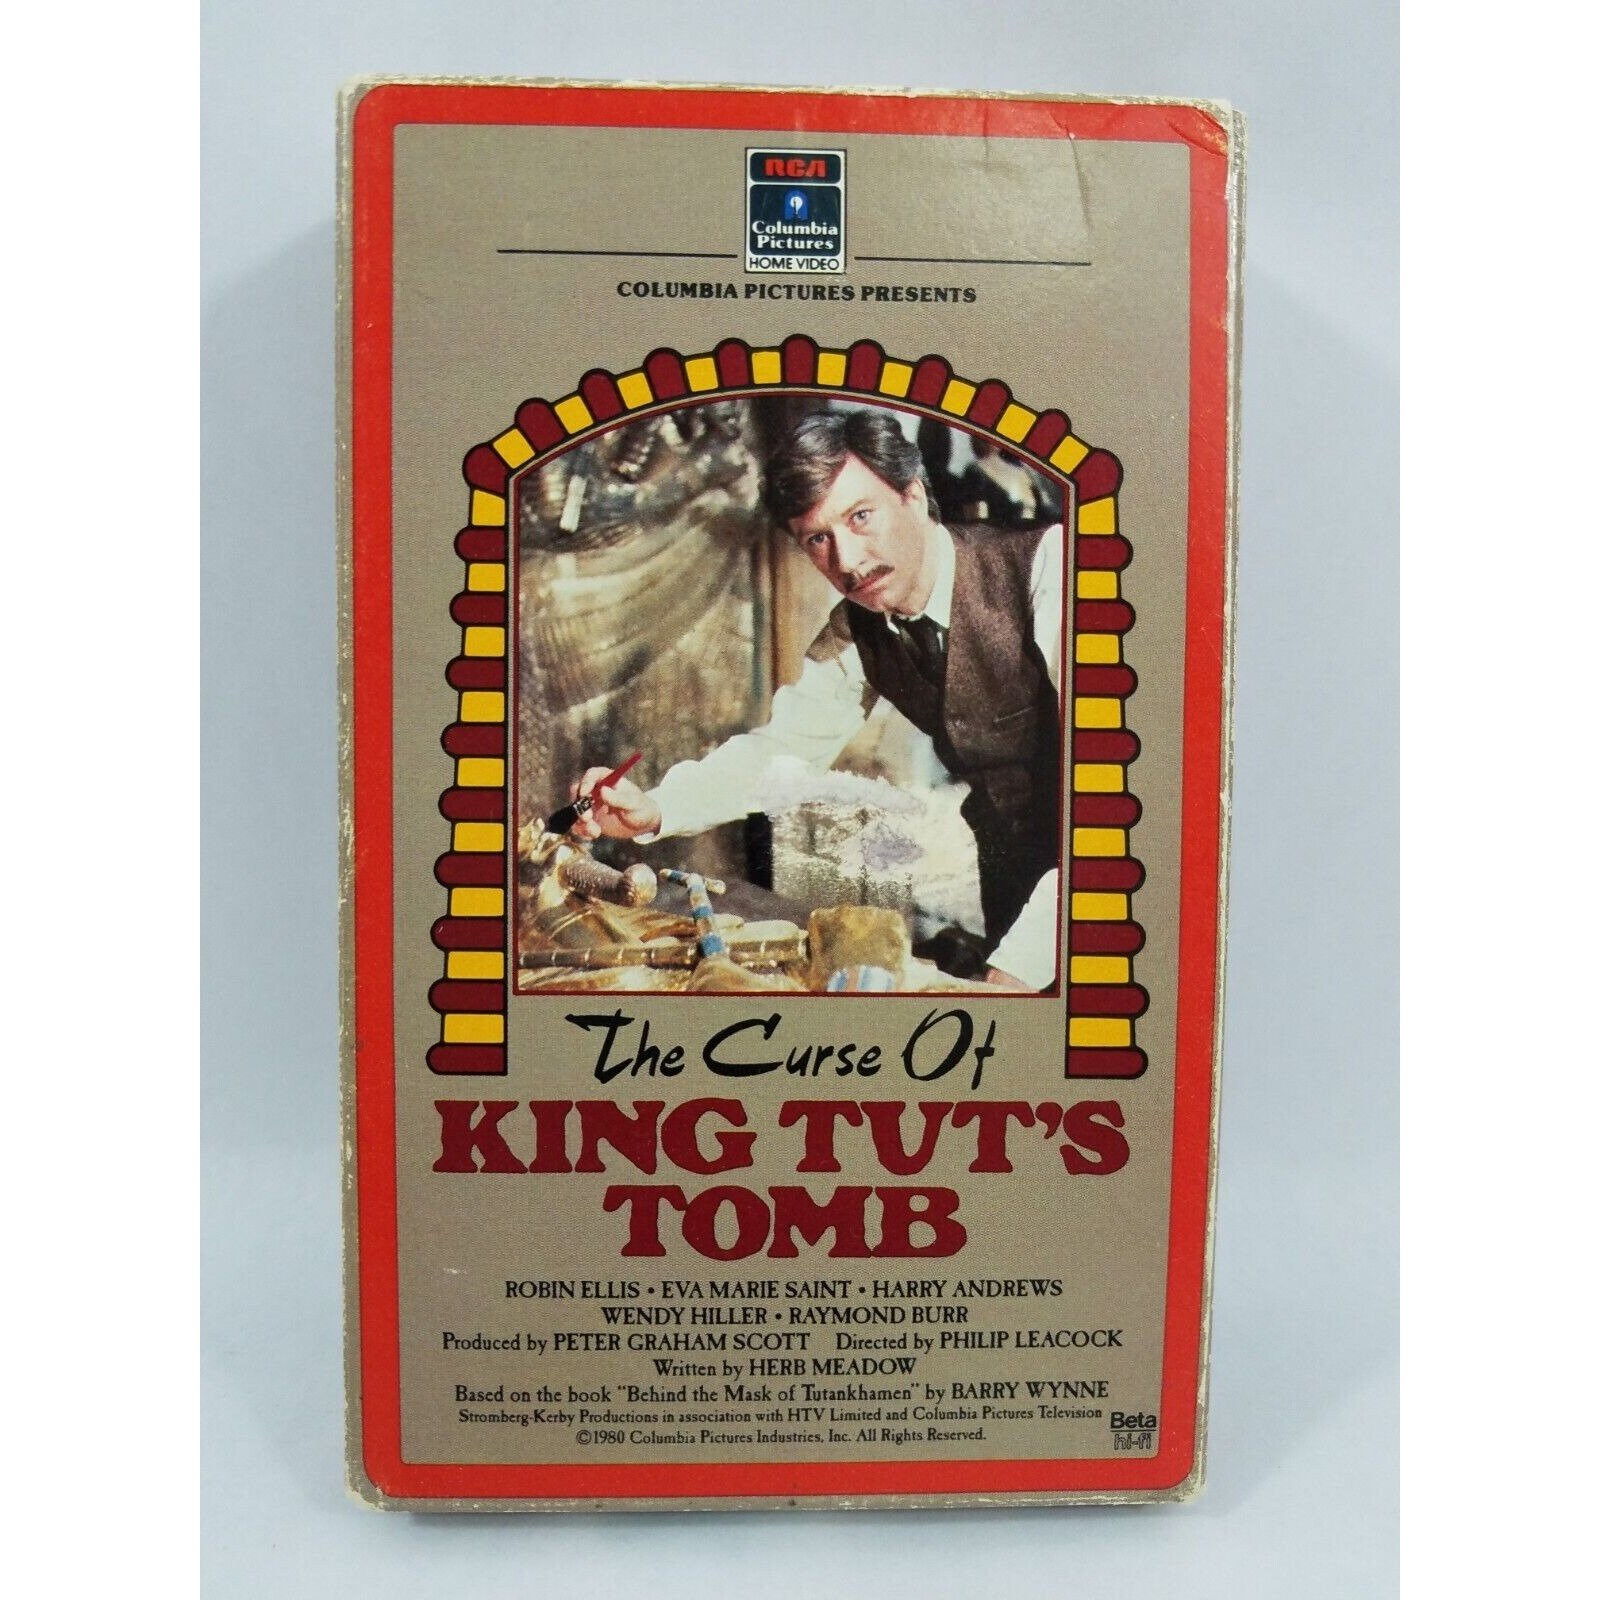 RCA
Columbia
Pictures
HOME VIDEO
COLUMBIA PICTURES PRESENTS
The Curse Of
KING TUT'S
TOMB
ROBIN ELLIS • EVA MARIE SAINT • HARRY ANDREWS
WENDY HILLER • RAYMOND BURR
Produced by PETER GRAHAM SCOTT Directed by PHILIP LEACOCK
Written by HERB MEADOW
Based on the book "Behind the Mask of Tutankhamen" by BARRY WYNNE
Stromberg-Kerby Productions in association with HTV Limited and Columbia Pictures Television
©1980 Columbia Pictures Industries, Inc. All Rights Reserved.
Beta
hi-fi